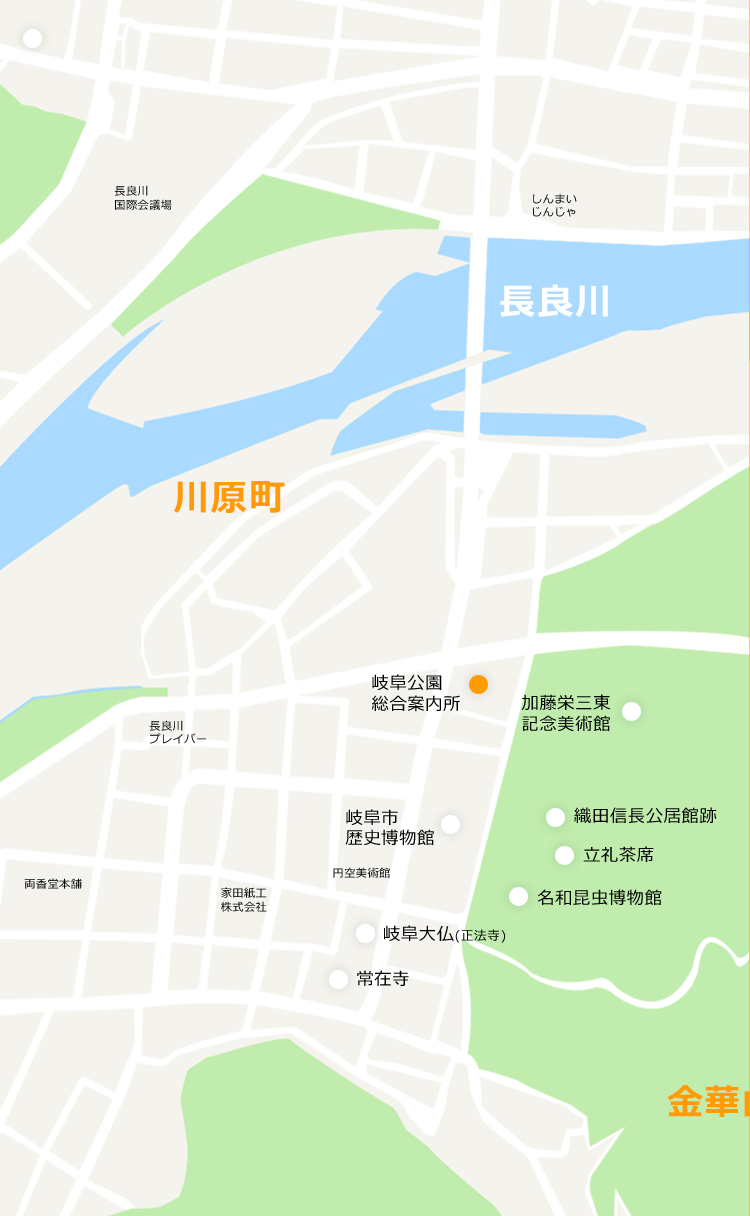 長良川
国際会議場
しんまい
じんじゃ
長良川
川原町
岐阜公園
総合案内所
加藤栄三東
記念美術館
長良川
プレイバー
岐阜市
歴史博物館
織田信長公居館跡
立礼茶席
円空美術館
両香堂本舗
家田紙工
株式会社
名和昆虫博物館
岐阜大仏(正法寺)
常在寺
金華